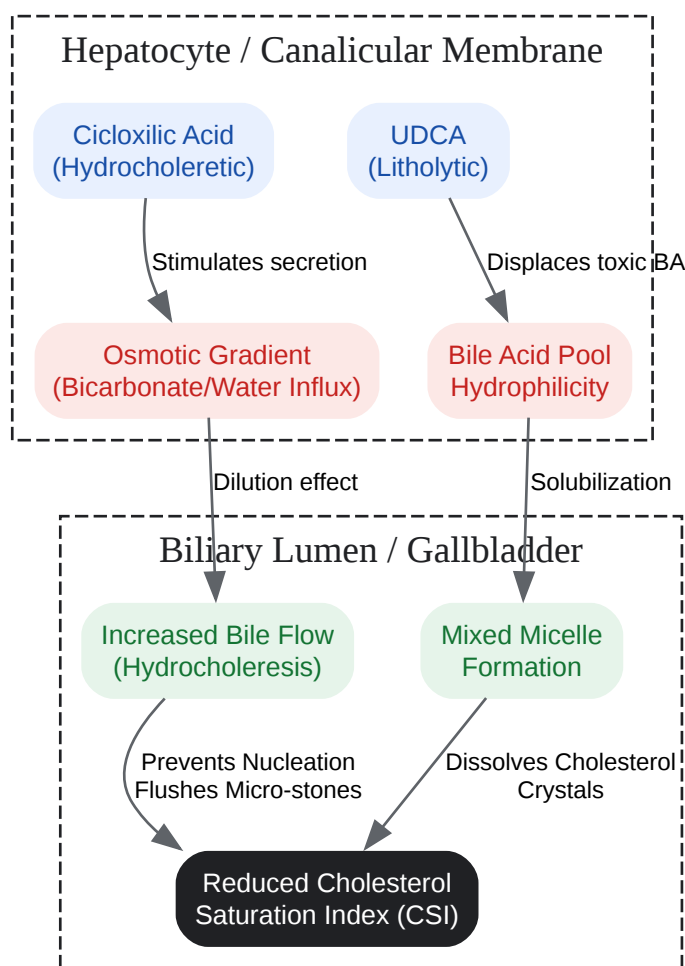 Hepatocyte / Canalicular Membrane
Cicloxilic Acid
(Hydrocholeretic)
UDCA
(Litholytic)
Stimulates secretion
Displaces toxic BA
Osmotic Gradient
(Bicarbonate/Water Influx)
Bile Acid Pool
Hydrophilicity
Dilution effect
Solubilization
Biliary Lumen / Gallbladder
Increased Bile Flow
(Hydrocholeresis)
Mixed Micelle
Formation
Prevents Nucleation
Flushes Micro-stones
Dissolves Cholesterol
Crystals
Reduced Cholesterol
Saturation Index (CSI)